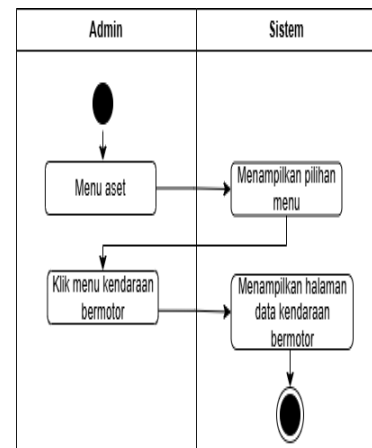 Admin
Sistem
Menu aset
Menampilkan pilihan
menu
Klik menu kendaraan
bermotor
Menampilkan halaman
data kendaraan
bermotor